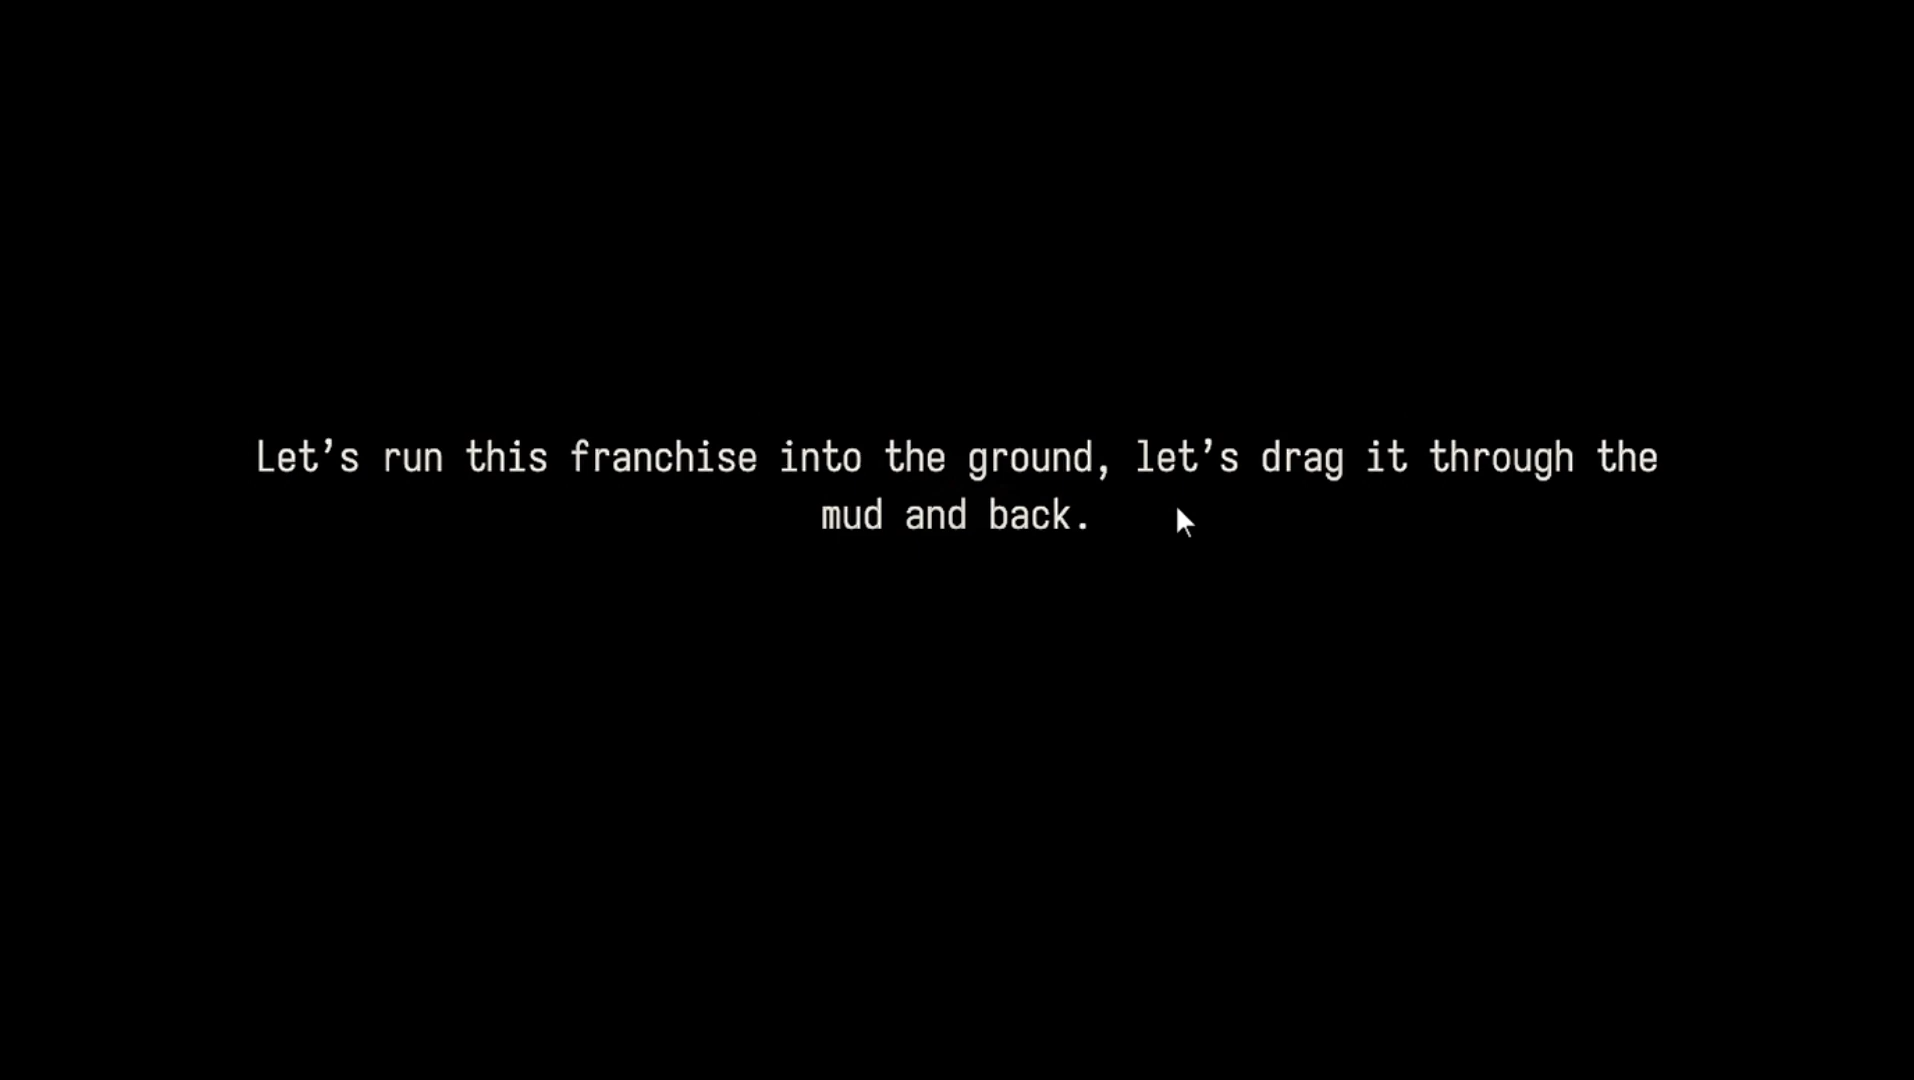 Let’s run this franchise into the ground, let’s drag it through the
mud and back.